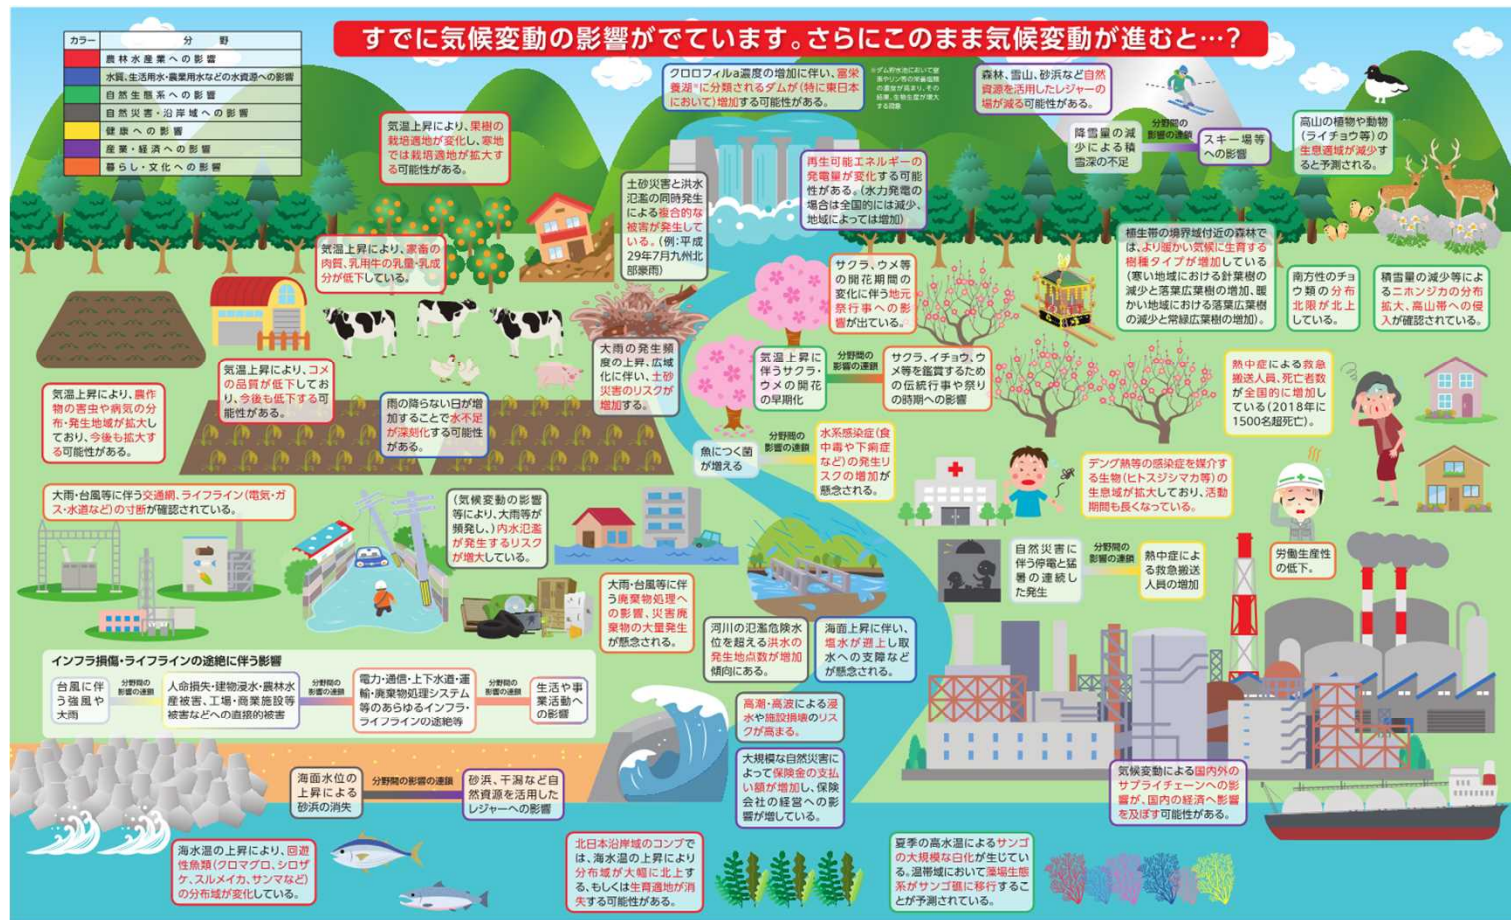 すでに気候変動の影響がでています。さらにこのまま気候変動が進むと…?
カラー 分 野
農林水産業への影響
水質、生活用水・農業用水などの水資源への影響
自然生態系への影響
自然災害・沿岸域への影響
健康への影響
産業・経済への影響
暮らし・文化への影響
クロロフィルa濃度の増加に伴い、富栄
養湖※に分類されるダムが(特に東日本
において)増加する可能性がある。
森林、雪山、砂浜など自然
資源を活用したレジャーの
場が減る可能性がある。
降雪量の減
少による積
雪深の不足
分野間の
影響の連鎖
スキー場等
への影響
高山の植物や動物
(ライチョウ等)の
生息適域が減少す
ると予測される。
気温上昇により、果樹の
栽培適地が変化し、寒地
では栽培適地が拡大す
る可能性がある。
土砂災害と洪水
氾濫の同時発生
による複合的な
被害が発生して
いる。(例:平成
29年7月九州北
部豪雨)
再生可能エネルギーの
発電量が変化する可能
性がある。(水力発電の
場合は全国的には減少、
地域によっては増加)
気温上昇により、家畜の
肉質、乳用牛の乳量・乳成
分が低下している。
サクラ、ウメ等
の開花期間の
変化に伴う地元
祭行事への影
響が出ている。
植生帯の境界域付近の森林で
は、より暖かい気候に生育する
樹種タイプが増加している
(寒い地域における針葉樹の
減少と落葉広葉樹の増加、暖
かい地域における落葉広葉樹
の減少と常緑広葉樹の増加)。
南方性のチョ
ウ類の分布
北限が北上
している。
積雪量の減少等によ
るニホンジカの分布
拡大、高山帯への侵
入が確認されている。
気温上昇により、農作
物の害虫や病気の分
布・発生地域が拡大し
ており、今後も拡大す
る可能性がある。
気温上昇により、コメ
の品質が低下してお
り、今後も低下する可
能性がある。
雨の降らない日が増
加することで水不足
が深刻化する可能性
がある。
大雨の発生頻
度の上昇、広域
化に伴い、土砂
災害のリスクが
増加する。
気温上昇に
伴うサクラ・
ウメの開花
の早期化
分野間の
影響の連鎖
サクラ、イチョウ、ウ
メ等を鑑賞するため
の伝統行事や祭り
の時期への影響
熱中症による救急
搬送人員、死亡者数
が全国的に増加し
ている(2018年に
1500名超死亡)。
魚につく菌
が増える
分野間の
影響の連鎖
水系感染症(食
中毒や下痢症
など)の発生リ
スクの増加が
懸念される。
デング熱等の感染症を媒介す
る生物(ヒトスジシマカ等)の
生息域が拡大しており、活動
期間も長くなっている。
大雨・台風等に伴う交通網、ライフライン(電気・ガ
ス・水道など)の寸断が確認されている。
(気候変動の影響
等により、大雨等が
頻発し、)内水氾濫
が発生するリスク
が増大している。
自然災害に
伴う停電と猛
暑の連続し
た発生
分野間の
影響の連鎖
熱中症によ
る救急搬送
人員の増加
労働生産性
の低下。
大雨・台風等に伴
う廃棄物処理へ
の影響、災害廃
棄物の大量発生
が懸念される。
河川の氾濫危険水
位を超える洪水の
発生地点数が増加
傾向にある。
海面上昇に伴い、
塩水が遡上し取
水への支障など
が懸念される。
インフラ損傷・ライフラインの途絶に伴う影響
台風に伴
う強風や
大雨
分野間の
影響の連鎖
人命損失・建物浸水・農林水
産被害、工場・商業施設等
被害などへの直接的被害
分野間の
影響の連鎖
電力・通信・上下水道・運
輸・廃棄物処理システム
等のあらゆるインフラ・
ライフラインの途絶等
分野間の
影響の連鎖
生活や事
業活動へ
の影響
高潮・高波による浸
水や施設損壊のリス
クが高まる。
海面水位の
上昇による
砂浜の消失
分野間の影響の連鎖
砂浜、干潟など自
然資源を活用した
レジャーへの影響
大規模な自然災害に
よって保険金の支払
い額が増加し、保険
会社の経営への影
響が増している。
気候変動による国内外の
サプライチェーンへの影
響が、国内の経済へ影響
を及ぼす可能性がある。
海水温の上昇により、回遊
性魚類(クロマグロ、シロザ
ケ、スルメイカ、サンマなど)
の分布域が変化している。
北日本沿岸域のコンブで
は、海水温の上昇により
分布域が大幅に北上す
る、もしくは生育適地が消
失する可能性がある。
夏季の高水温によるサンゴ
の大規模な白化が生じてい
る。温帯域において藻場生態
系がサンゴ礁に移行するこ
とが予測されている。